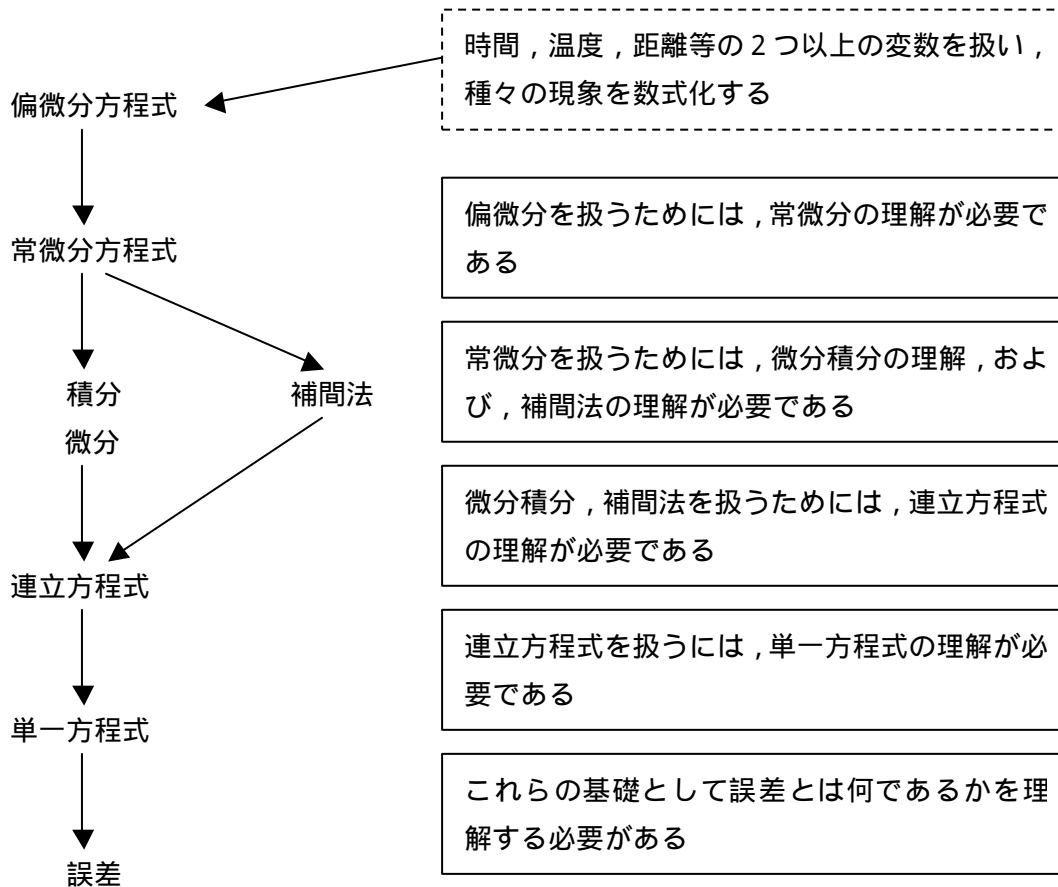 時間，温度，距離等の２つ以上の変数を扱い，
種々の現象を数式化する
偏微分方程式
偏微分を扱うためには，常微分の理解が必要で
ある
常微分方程式
常微分を扱うためには，微分積分の理解，およ
び，補間法の理解が必要である
積分
補間法
微分
微分積分，補間法を扱うためには，連立方程式
の理解が必要である
連立方程式
連立方程式を扱うには，単一方程式の理解が必
要である
単一方程式
これらの基礎として誤差とは何であるかを理
解する必要がある
誤差